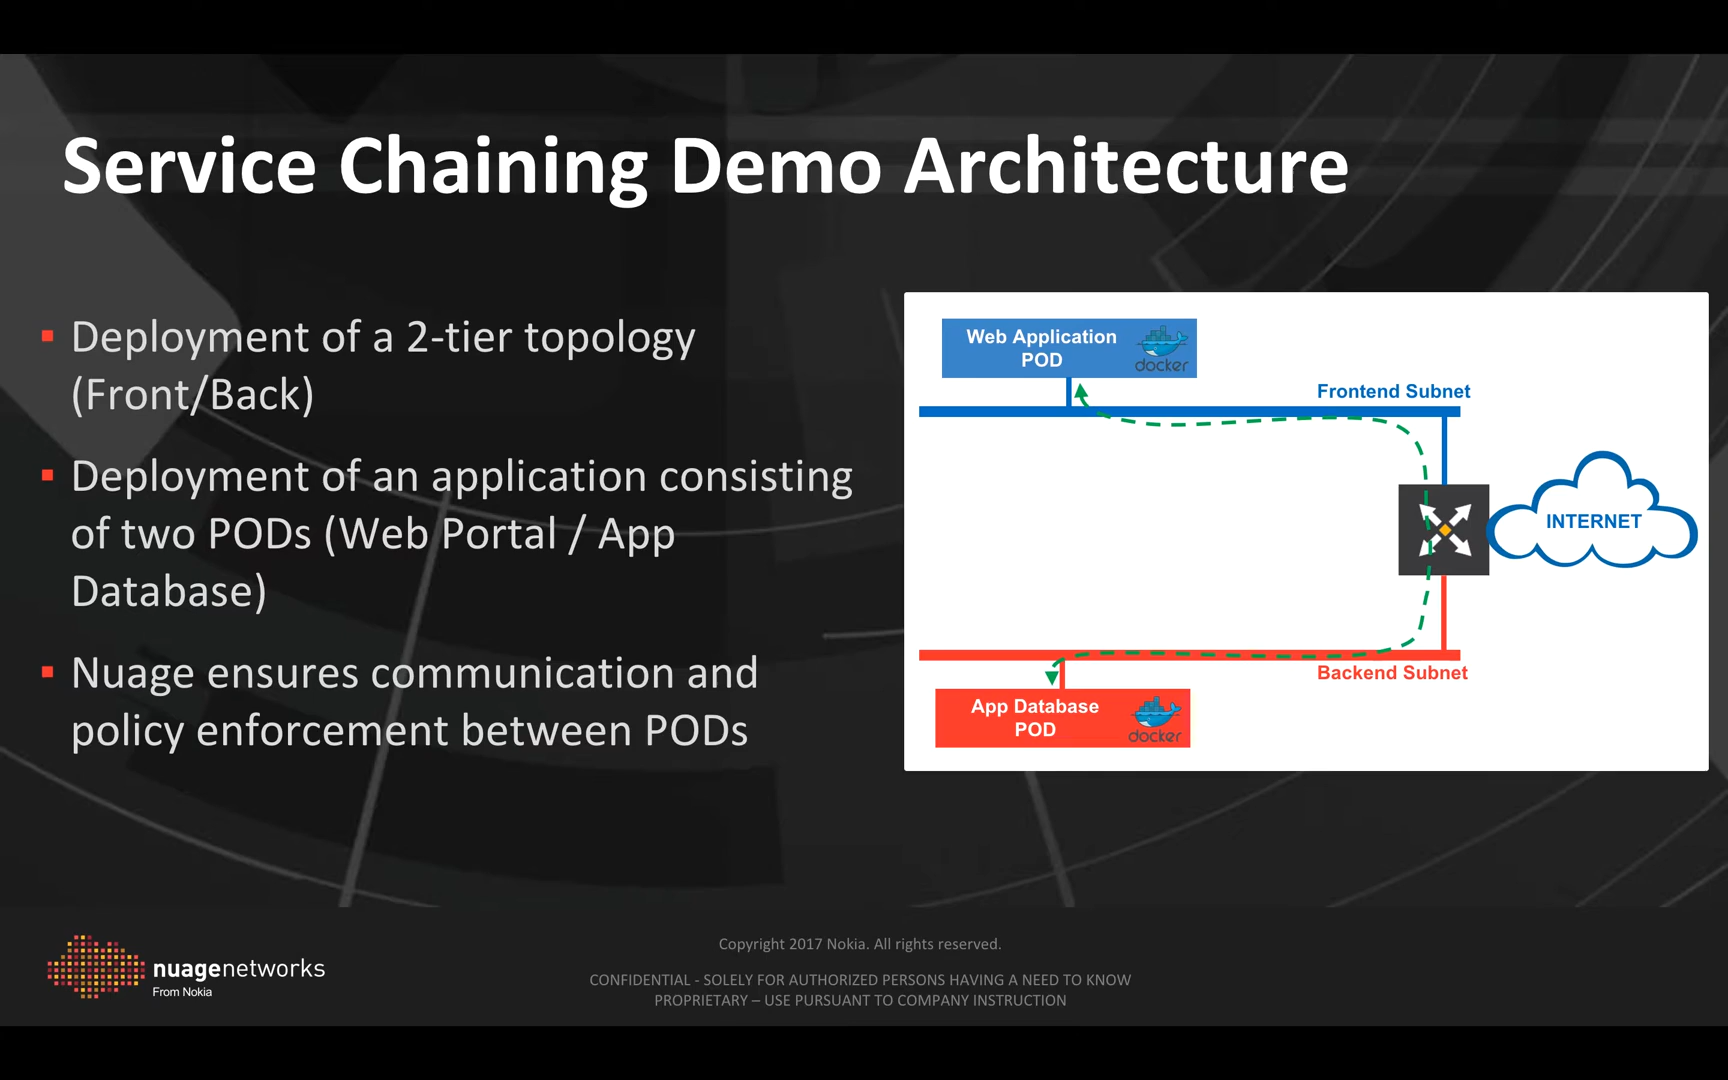 Service Chaining Demo Architecture
▪ Deployment of a 2-tier topology
(Front/Back)
▪ Deployment of an application consisting
of two PODs (Web Portal / App
Database)
▪ Nuage ensures communication and
policy enforcement between PODs
Web Application
POD
docker
Frontend Subnet
INTERNET
Backend Subnet
App Database
POD
docker
nuagenetworks
From Nokia
Copyright 2017 Nokia. All rights reserved.
CONFIDENTIAL - SOLELY FOR AUTHORIZED PERSONS HAVING A NEED TO KNOW
PROPRIETARY – USE PURSUANT TO COMPANY INSTRUCTION